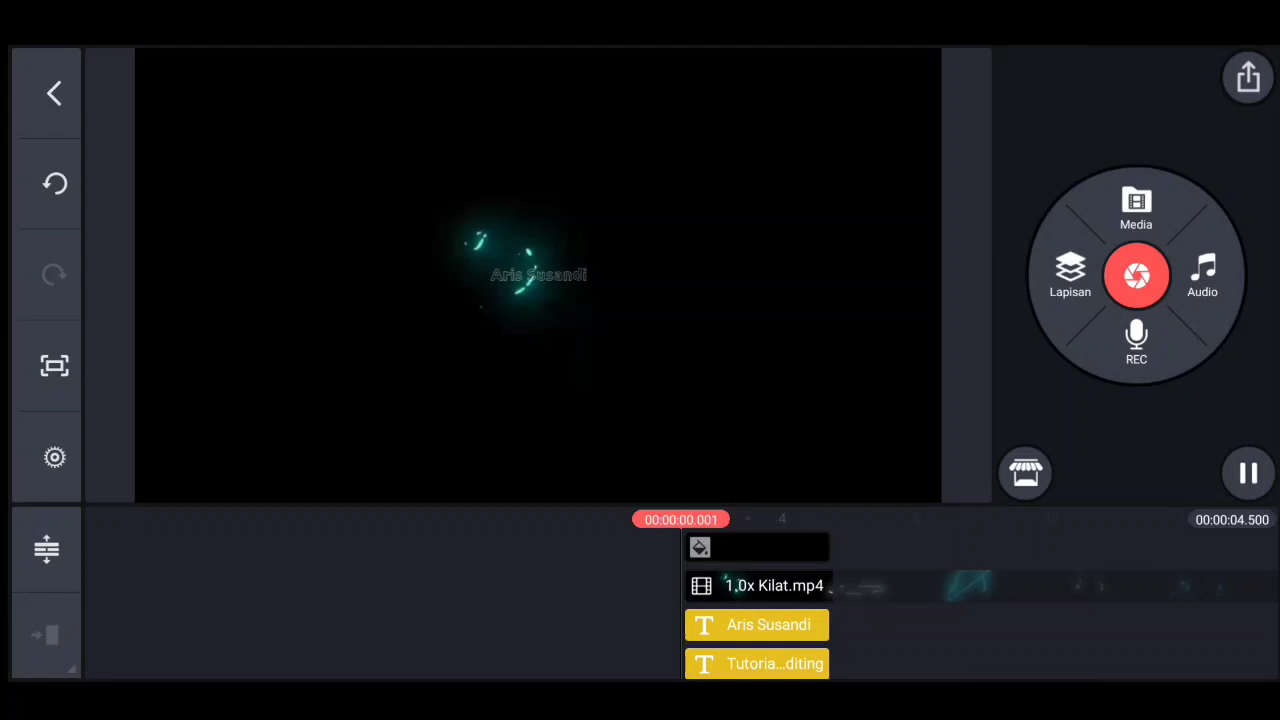 Aris Susandi
Media
Lapisan
Audio
REC
00:00:00.001
4
00:00:04.500
1.0x Kilat.mp4
T Aris Susandi
T Tutoria...diting